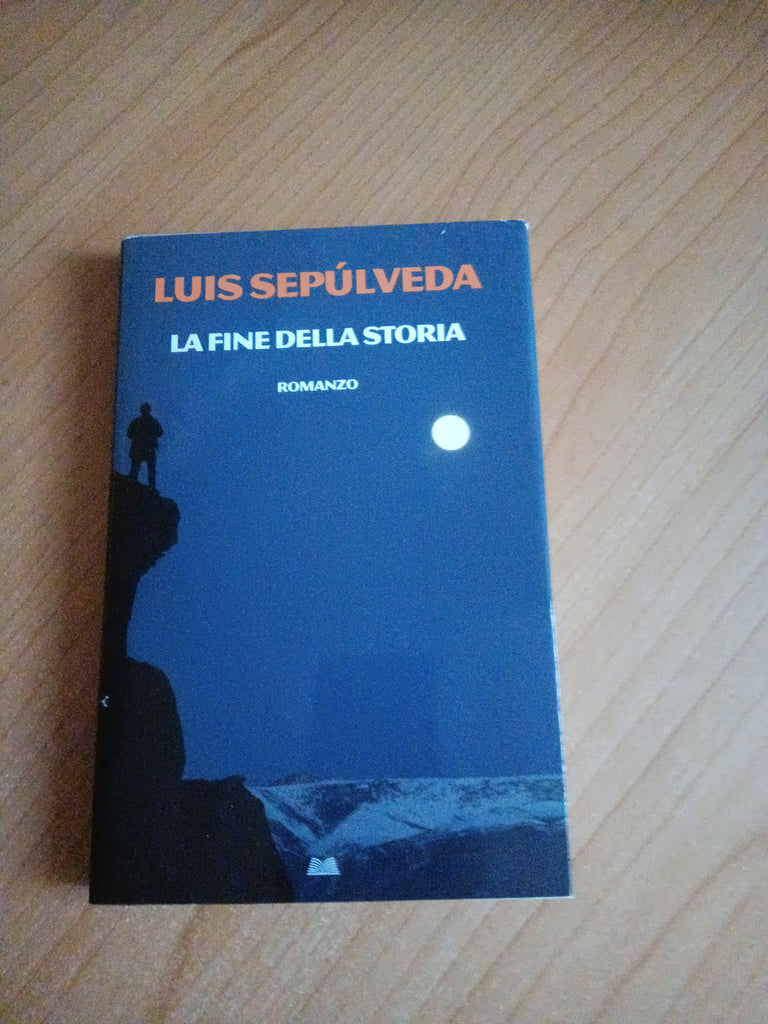 LUIS SEPÚLVEDA
LA FINE DELLA STORIA
ROMANZO